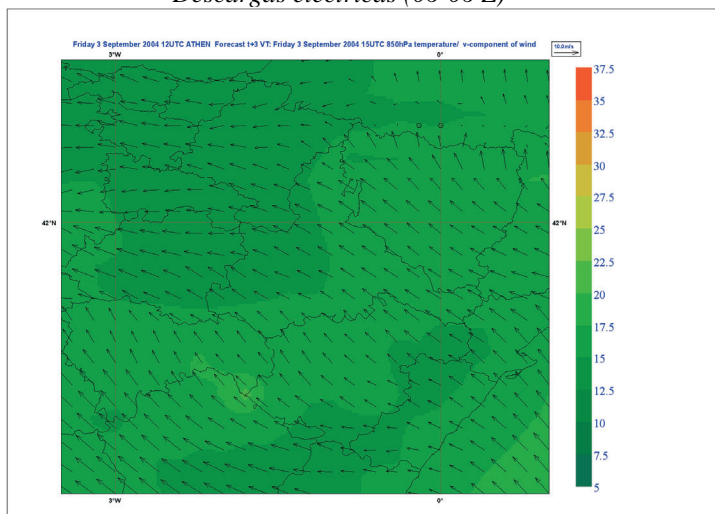 Descargas eléctricas (06-06 Z)
Friday 3 September 2004 12UTC ATHEN Forecast t+3 VT: Friday 3 September 2004 15UTC 850hPa temperature/ v-component of wind
10.0m/s
3°W
0°
37.5
35
32.5
30
27.5
25
22.5
20
17.5
15
12.5
10
7.5
5
42°N
42°N
3°W
0°